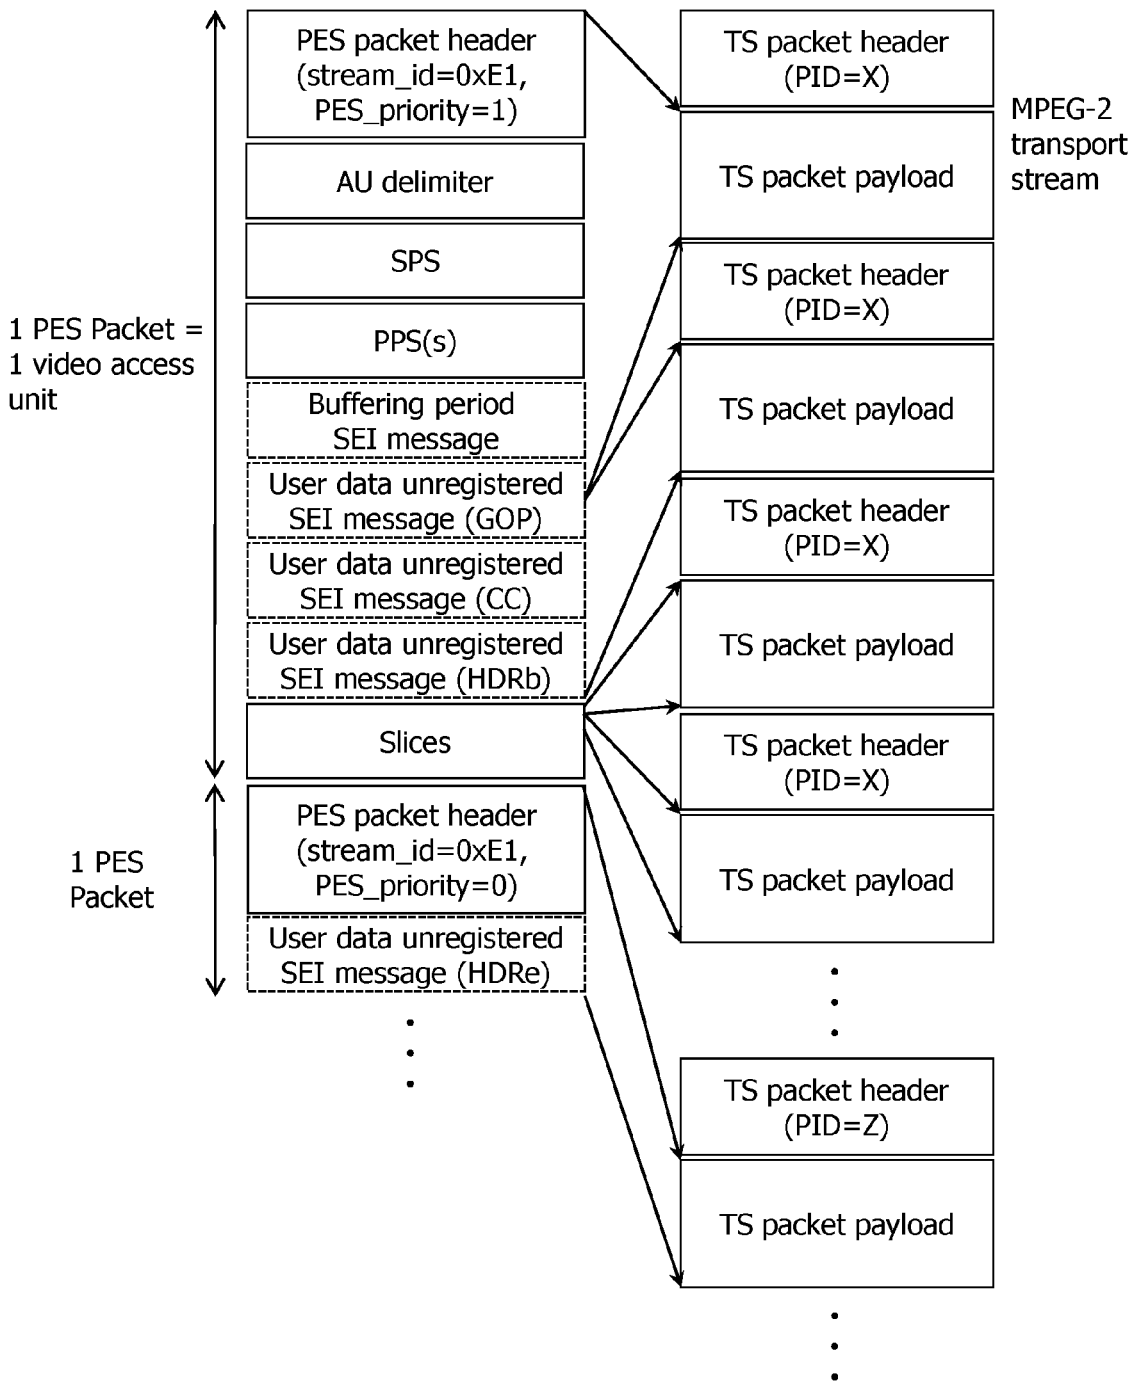 1 PES Packet =
1 video access
unit
PES packet header
(stream_id=0xE1,
PES_priority=1)
AU delimiter
SPS
PPS(s)
Buffering period
SEI message
User data unregistered
SEI message (GOP)
User data unregistered
SEI message (CC)
User data unregistered
SEI message (HDRb)
Slices
1 PES
Packet
PES packet header
(stream_id=0xE1,
PES_priority=0)
User data unregistered
SEI message (HDRe)
TS packet header
(PID=X)
TS packet payload
TS packet header
(PID=X)
TS packet payload
TS packet header
(PID=X)
TS packet payload
TS packet header
(PID=X)
TS packet payload
TS packet header
(PID=Z)
TS packet payload
MPEG-2
transport
stream